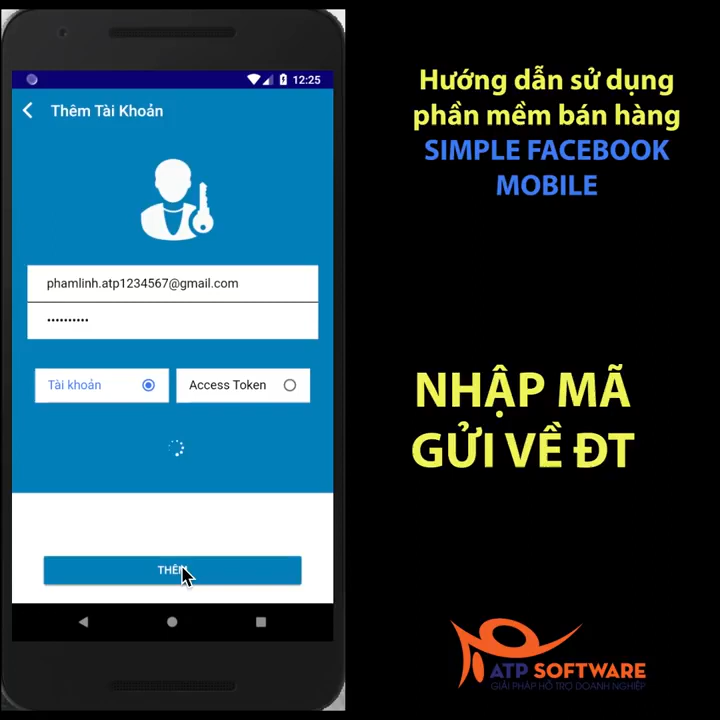 12:25
Thêm Tài Khoản
phamlinh.atp1234567@gmail.com
••••••••••
Tài khoản
Access Token
THÊM
Hướng dẫn sử dụng
phần mềm bán hàng
SIMPLE FACEBOOK
MOBILE
NHẬP MÃ
GỬI VỀ ĐT
ATP SOFTWARE
GIẢI PHÁP HỖ TRỢ DOANH NGHIỆP